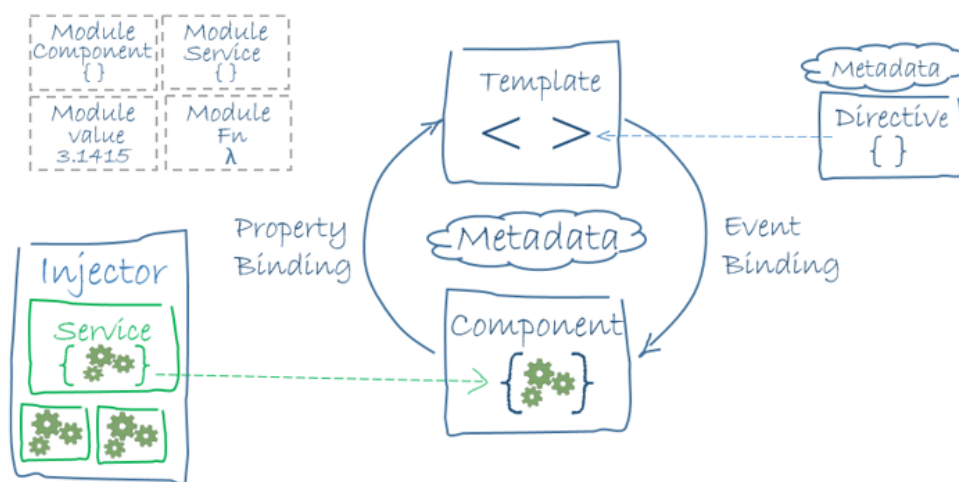 Module
Component
{ }
Module
Service
{ }
Module
value
3.1415
Module
Fn
λ
Template
< >
Metadata
Directive
{ }
Property
Binding
Metadata
Event
Binding
Injector
Service
{ }
Component
{ }